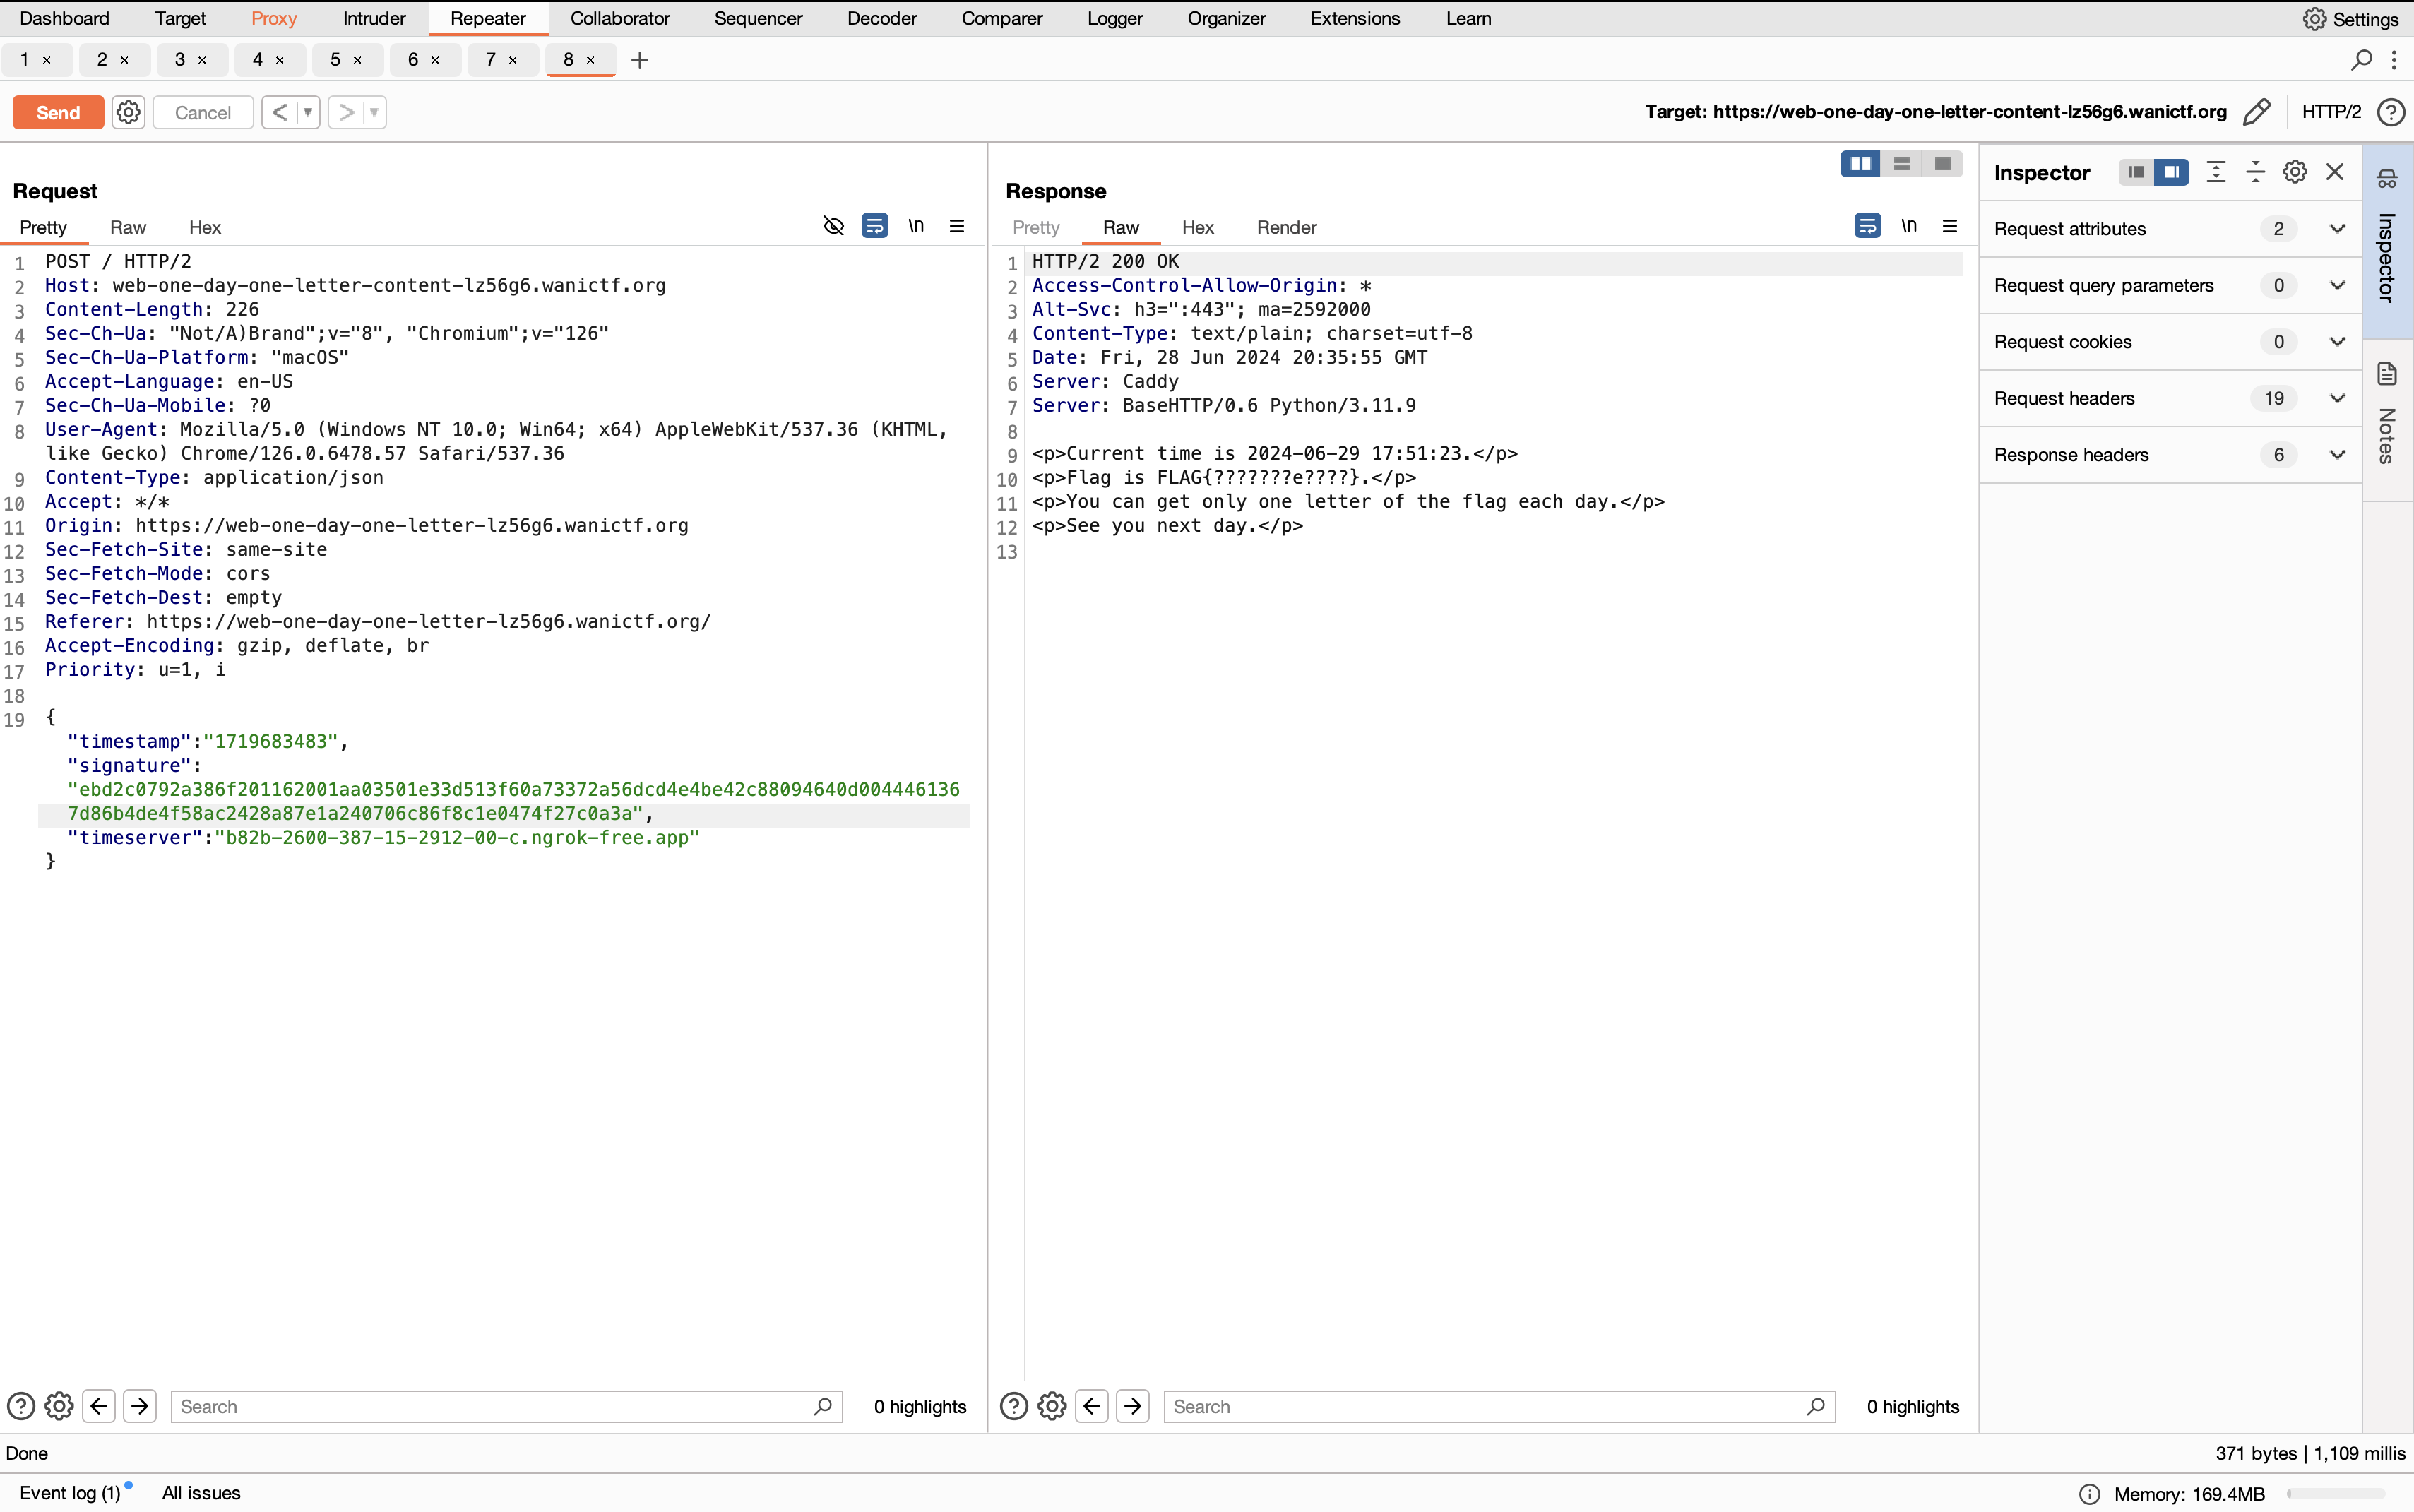 Dashboard Target Proxy Intruder Repeater Collaborator Sequencer Decoder Comparer Logger Organizer Extensions Learn Settings
1 × 2 × 3 × 4 × 5 × 6 × 7 × 8 × +
Send Cancel < > Target: https://web-one-day-one-letter-content-lz56g6.wanictf.org HTTP/2
Request
Pretty Raw Hex \n
1 POST / HTTP/2
2 Host: web-one-day-one-letter-content-lz56g6.wanictf.org
3 Content-Length: 226
4 Sec-Ch-Ua: "Not/A)Brand";v="8", "Chromium";v="126"
5 Sec-Ch-Ua-Platform: "macOS"
6 Accept-Language: en-US
7 Sec-Ch-Ua-Mobile: ?0
8 User-Agent: Mozilla/5.0 (Windows NT 10.0; Win64; x64) AppleWebKit/537.36 (KHTML,
like Gecko) Chrome/126.0.6478.57 Safari/537.36
9 Content-Type: application/json
10 Accept: */*
11 Origin: https://web-one-day-one-letter-lz56g6.wanictf.org
12 Sec-Fetch-Site: same-site
13 Sec-Fetch-Mode: cors
14 Sec-Fetch-Dest: empty
15 Referer: https://web-one-day-one-letter-lz56g6.wanictf.org/
16 Accept-Encoding: gzip, deflate, br
17 Priority: u=1, i
18
19 {
"timestamp":"1719683483",
"signature":
"ebd2c0792a386f201162001aa03501e33d513f60a73372a56dcd4e4be42c88094640d004446136
7d86b4de4f58ac2428a87e1a240706c86f8c1e0474f27c0a3a",
"timeserver":"b82b-2600-387-15-2912-00-c.ngrok-free.app"
}
Search 0 highlights
Response
Pretty Raw Hex Render \n
1 HTTP/2 200 OK
2 Access-Control-Allow-Origin: *
3 Alt-Svc: h3=":443"; ma=2592000
4 Content-Type: text/plain; charset=utf-8
5 Date: Fri, 28 Jun 2024 20:35:55 GMT
6 Server: Caddy
7 Server: BaseHTTP/0.6 Python/3.11.9
8
9 <p>Current time is 2024-06-29 17:51:23.</p>
10 <p>Flag is FLAG{???????e????}.</p>
11 <p>You can get only one letter of the flag each day.</p>
12 <p>See you next day.</p>
13
Search 0 highlights
Inspector
Request attributes 2
Request query parameters 0
Request cookies 0
Request headers 19
Response headers 6
Inspector
Notes
Done 371 bytes | 1,109 millis
Event log (1) All issues Memory: 169.4MB